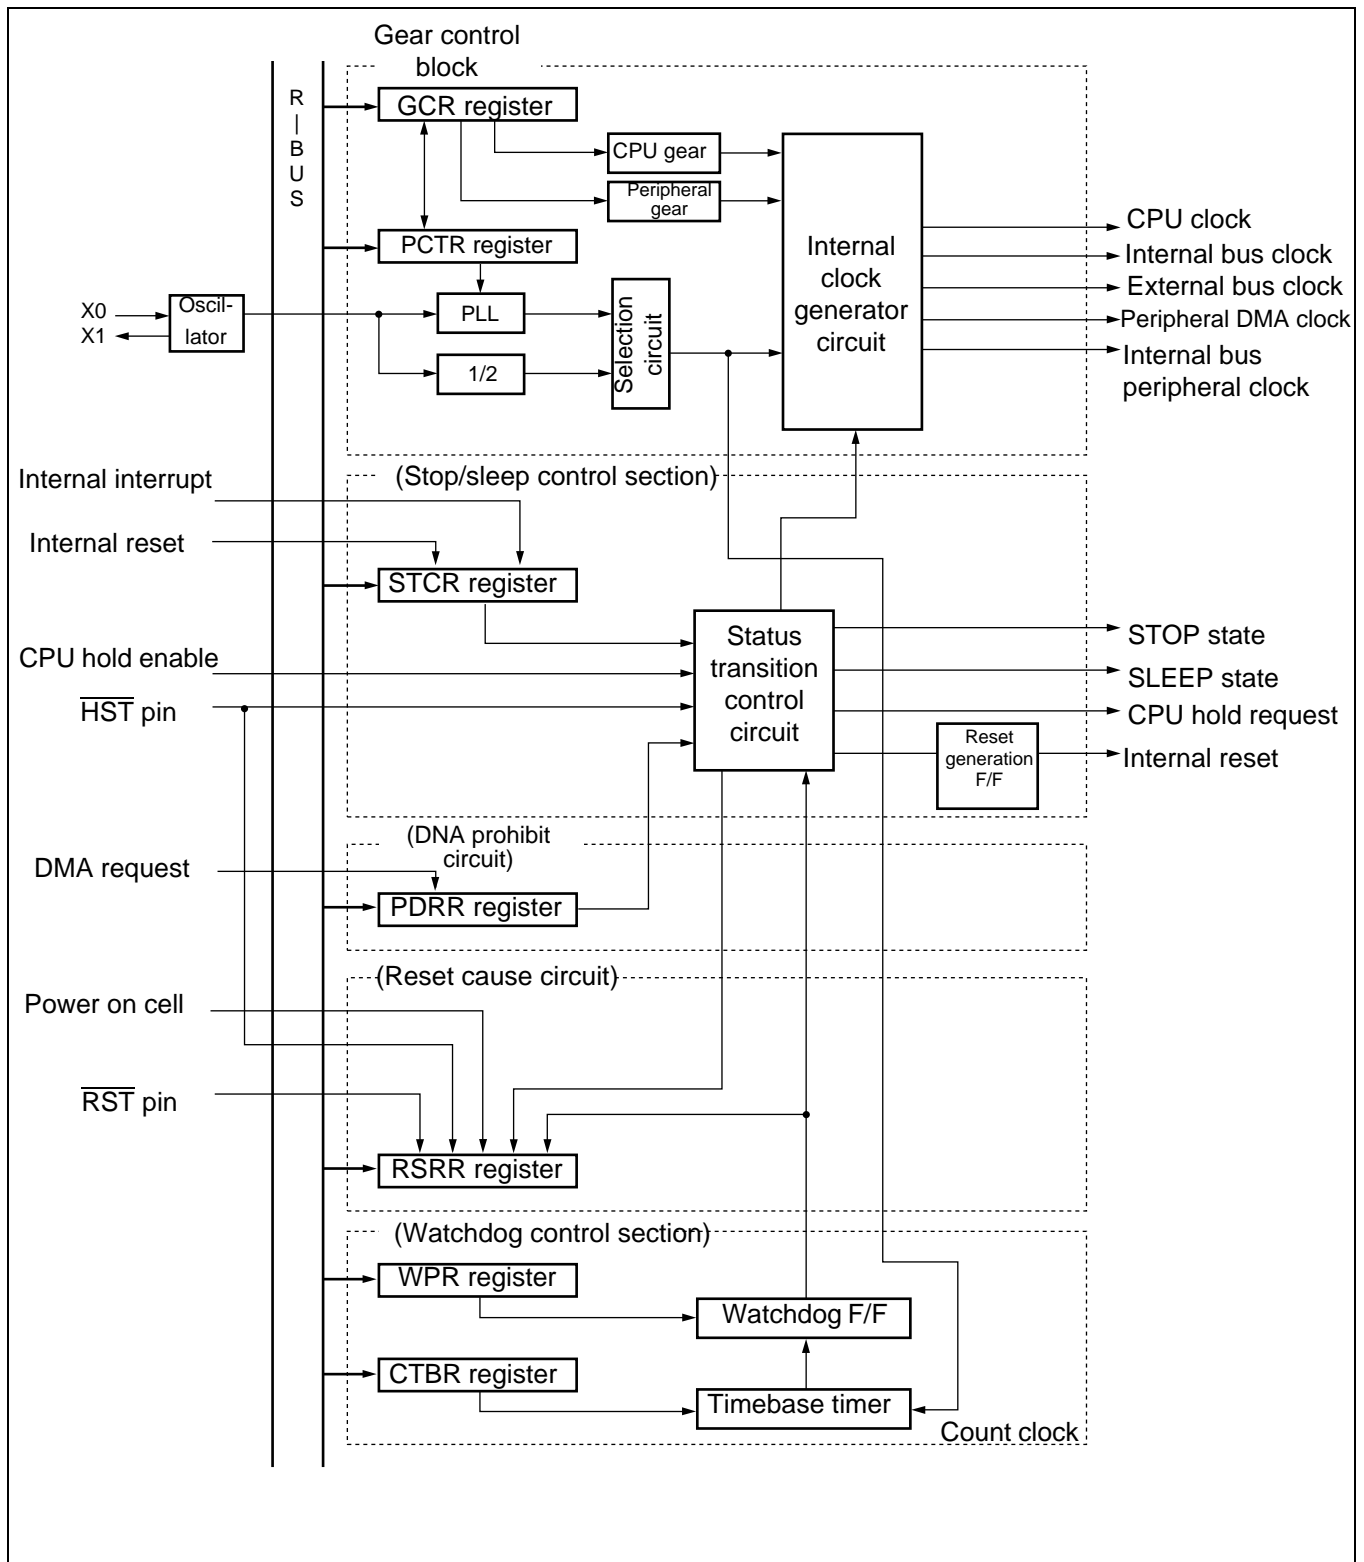 Gear control
block
R
|
B
U
S
GCR register
CPU gear
Peripheral
gear
PCTR register
Internal
clock
generator
circuit
CPU clock
Internal bus clock
External bus clock
Peripheral DMA clock
Internal bus
peripheral clock
X0
X1
Oscil-
lator
PLL
1/2
Selection
circuit
(Stop/sleep control section)
Internal interrupt
Internal reset
STCR register
CPU hold enable
HST pin
Status
transition
control
circuit
STOP state
SLEEP state
CPU hold request
Reset
generation
F/F
Internal reset
(DNA prohibit
circuit)
DMA request
PDRR register
(Reset cause circuit)
Power on cell
RST pin
RSRR register
(Watchdog control section)
WPR register
Watchdog F/F
CTBR register
Timebase timer
Count clock